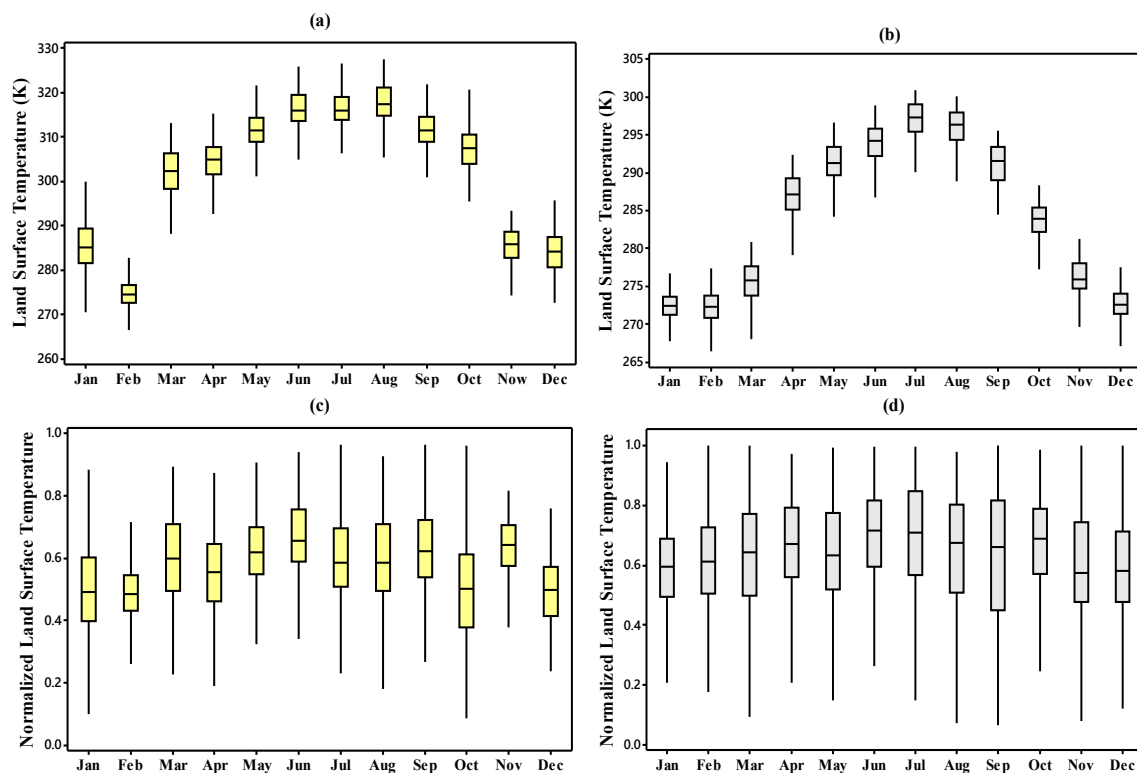 (a)
Land Surface Temperature (K)
330
320
310
300
290
280
270
260
Jan Feb Mar Apr May Jun Jul Aug Sep Oct Now Dec
(b)
Land Surface Temperature (K)
305
300
295
290
285
280
275
270
265
Jan Feb Mar Apr May Jun Jul Aug Sep Oct Nov Dec
(c)
Normalized Land Surface Temperature
1.0
0.8
0.6
0.4
0.2
0.0
Jan Feb Mar Apr May Jun Jul Aug Sep Oct Nov Dec
(d)
Normalized Land Surface Temperature
1.0
0.8
0.6
0.4
0.2
0.0
Jan Feb Mar Apr May Jun Jul Aug Sep Oct Nov Dec